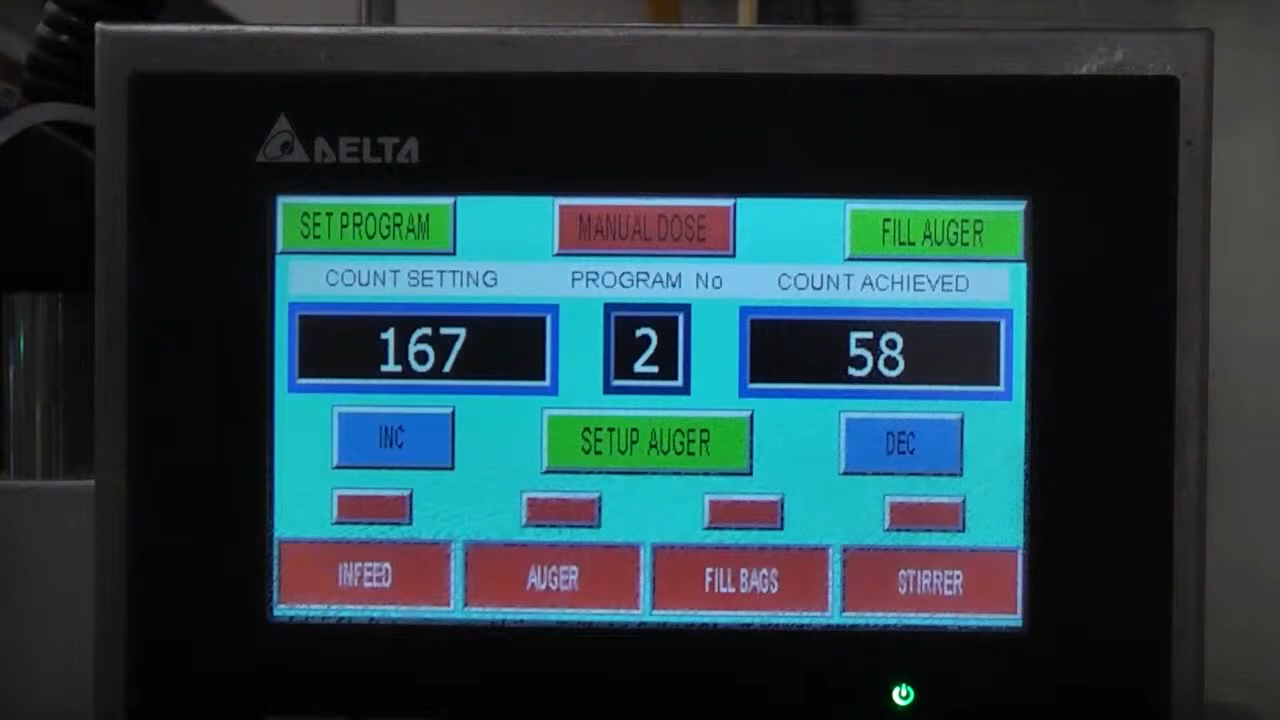 DELTA
SET PROGRAM
MANUAL DOSE
FILL AUGER
COUNT SETTING
PROGRAM No
COUNT ACHIEVED
167
2
58
INC
SETUP AUGER
DEC
INFEED
AUGER
FILL BAGS
STIRRER